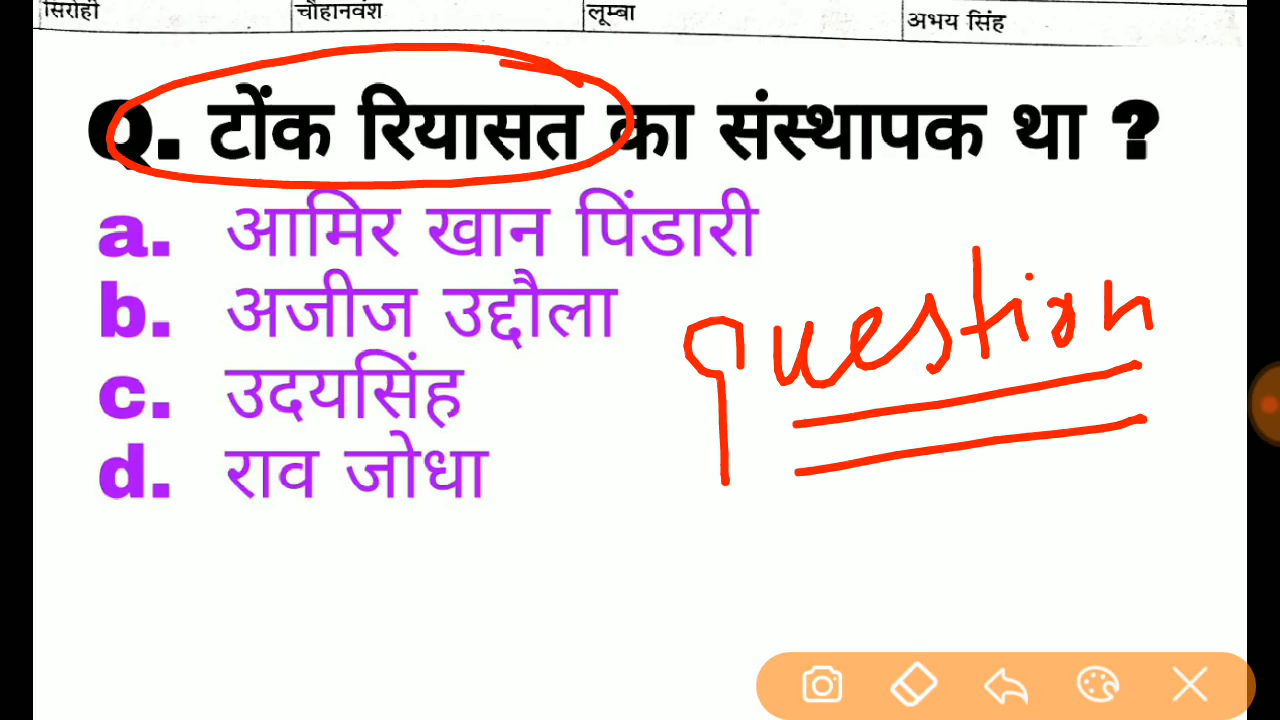 सिरोही चौहानवंश लूम्बा अभय सिंह
Q. टोंक रियासत का संस्थापक था ?
a. आमिर खान पिंडारी
b. अजीज उद्दौला
question
c. उदयसिंह
d. राव जोधा